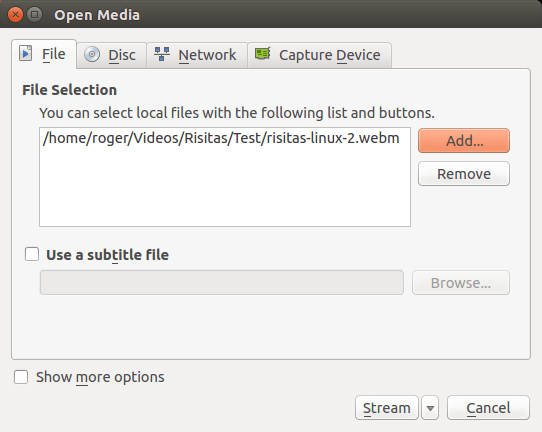 Open Media
File Disc Network Capture Device
File Selection
You can select local files with the following list and buttons.
/home/roger/Videos/Risitas/Test/risitas-linux-2.webm
Add...
Remove
Use a subtitle file
Browse...
Show more options
Stream Cancel